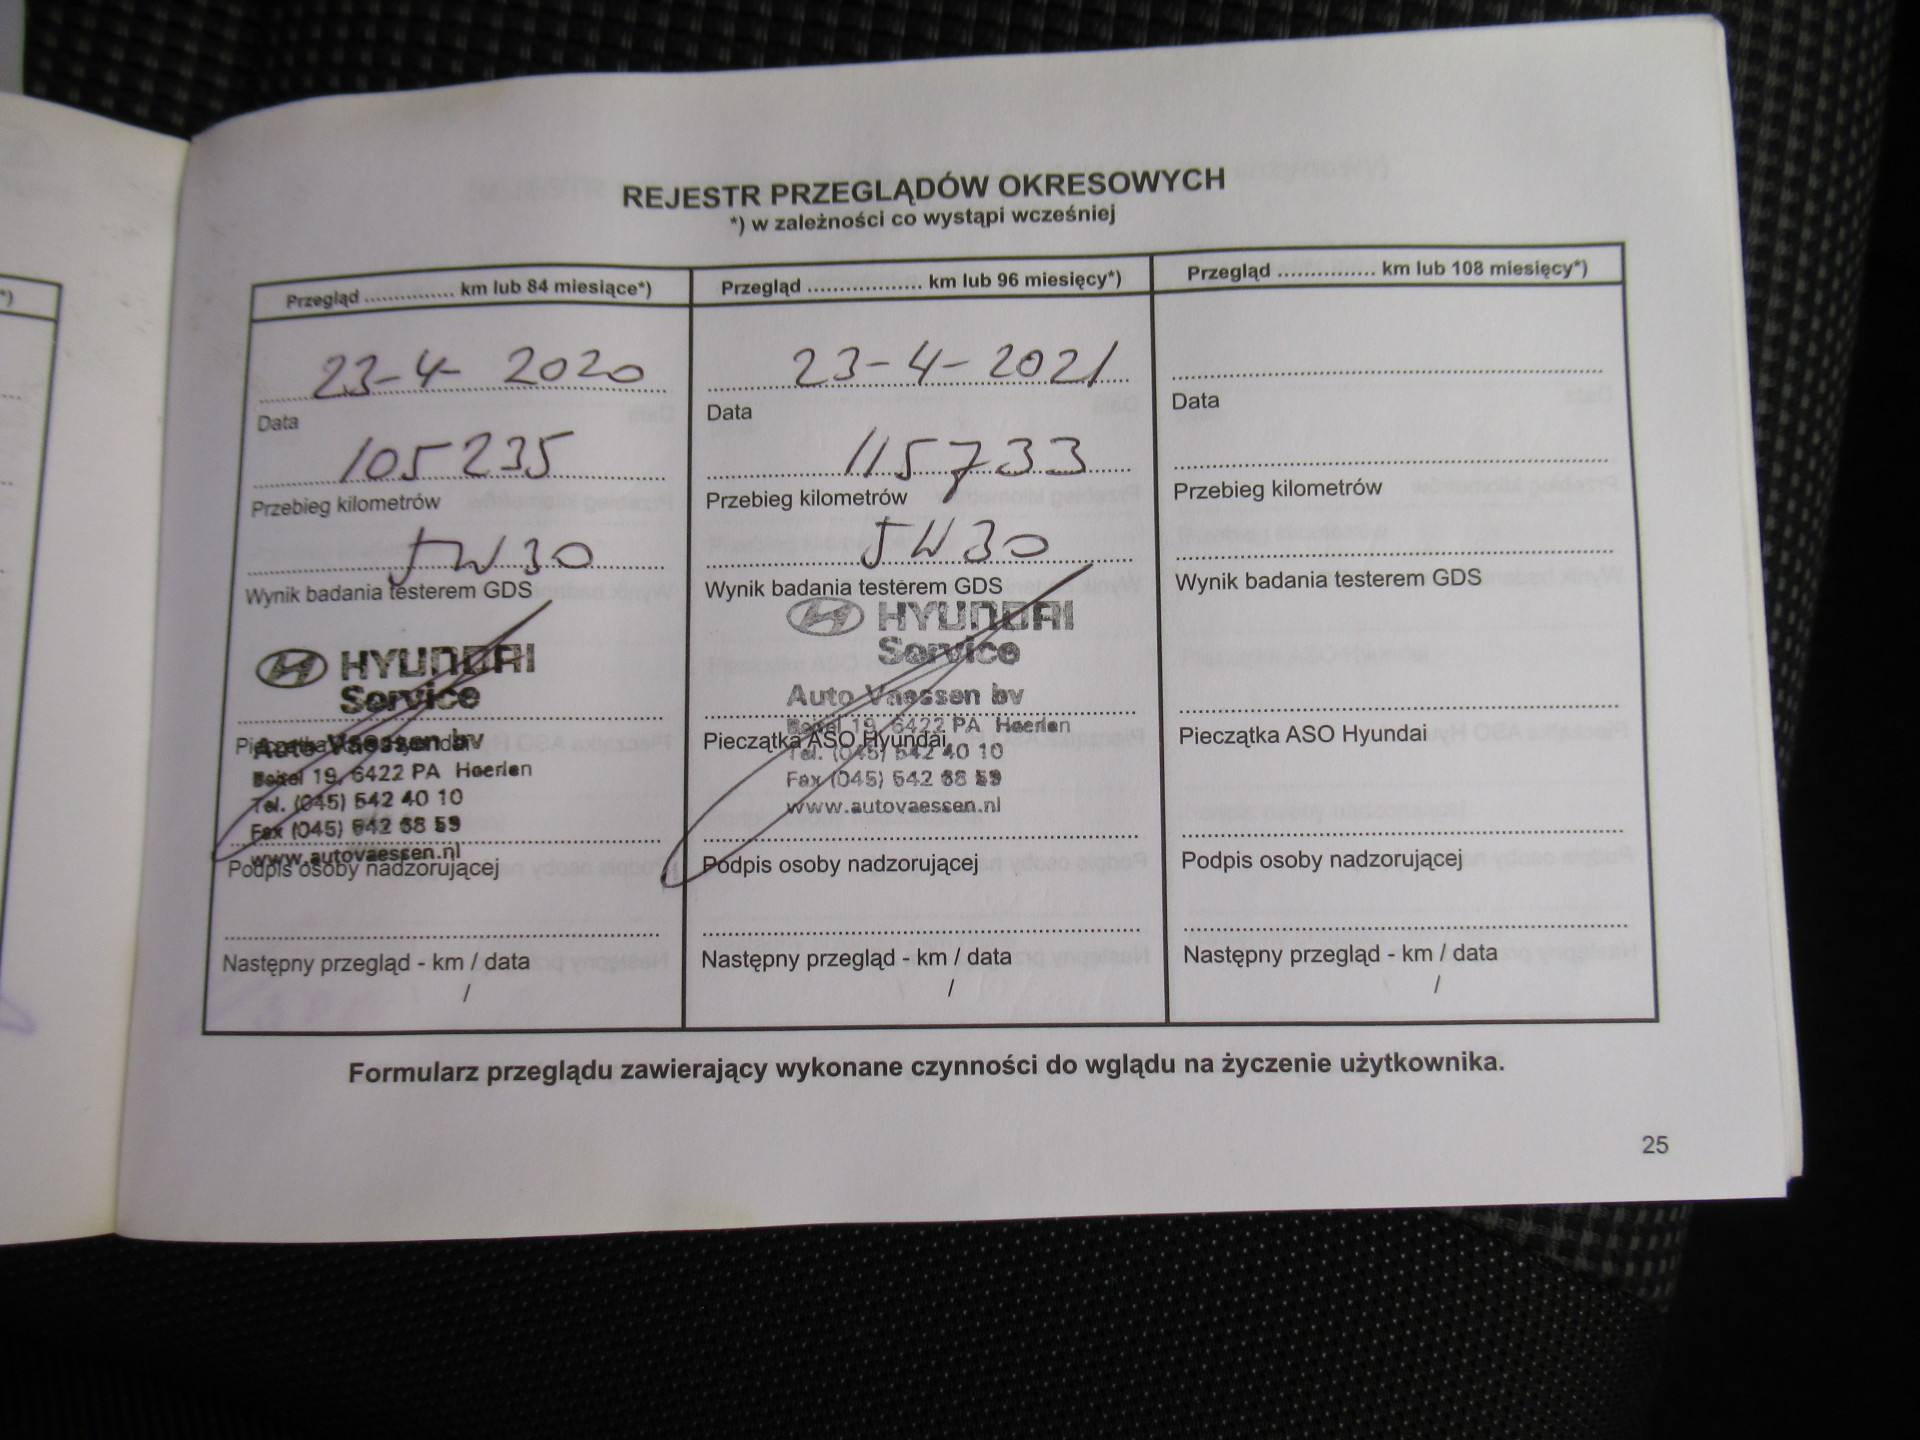 *)
REJESTR PRZEGLĄDÓW OKRESOWYCH
*) w zależności co wystąpi wcześniej
Przegląd ............... km lub 84 miesiące*)
23-4-2020
Data
105235
Przebieg kilometrów
5W30
Wynik badania testerem GDS
HYUNDAI
Service
Pieczątka ASO Hyundai
Auto Vaessen bv
Beitel 19, 6422 PA Heerlen
Tel. (045) 542 40 10
Fax (045) 542 68 59
www.autovaessen.nl
Podpis osoby nadzorującej
Następny przegląd - km / data
/
Przegląd ................... km lub 96 miesięcy*)
23-4-2021
Data
115733
Przebieg kilometrów
5W30
Wynik badania testerem GDS
HYUNDAI
Service
Auto Vaessen bv
Beitel 19, 6422 PA Heerlen
Pieczątka ASO Hyundai
Tel. (045) 542 40 10
Fax (045) 542 68 59
www.autovaessen.nl
Podpis osoby nadzorującej
Następny przegląd - km / data
/
Przegląd ................ km lub 108 miesięcy*)
Data
Przebieg kilometrów
Wynik badania testerem GDS
Pieczątka ASO Hyundai
Podpis osoby nadzorującej
Następny przegląd - km / data
/
Formularz przeglądu zawierający wykonane czynności do wglądu na życzenie użytkownika.
25